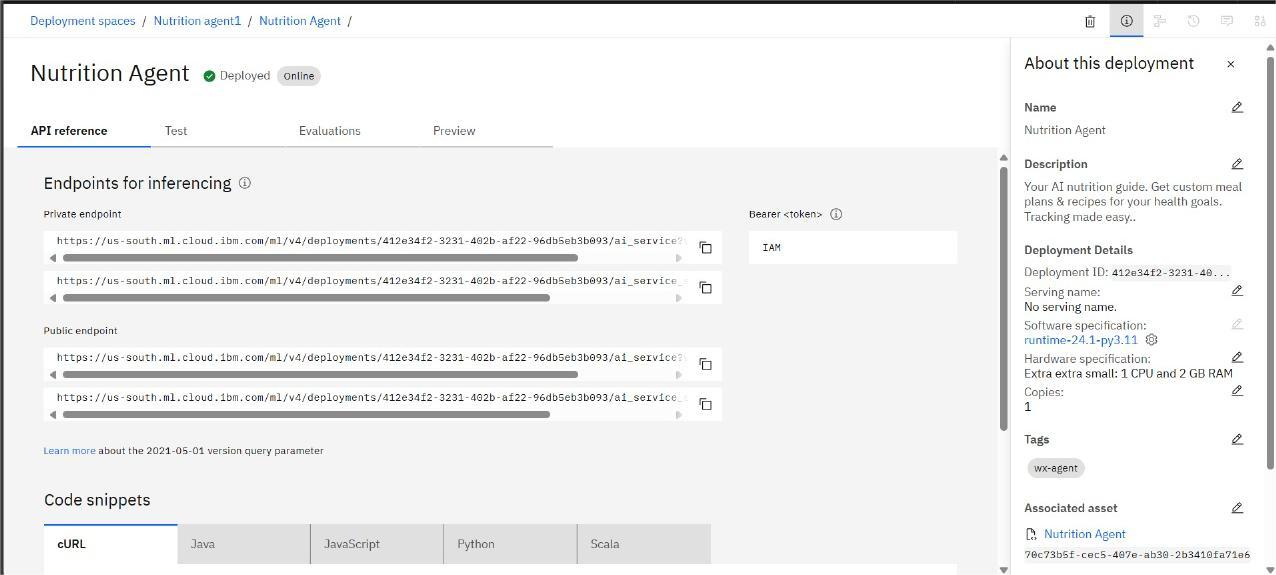 Deployment spaces / Nutrition agent1 / Nutrition Agent /
Nutrition Agent Deployed Online
API reference Test Evaluations Preview
Endpoints for inferencing
Private endpoint
https://us-south.ml.cloud.ibm.com/ml/v4/deployments/412e34f2-3231-402b-af22-96db5eb3b093/ai_service?
https://us-south.ml.cloud.ibm.com/ml/v4/deployments/412e34f2-3231-402b-af22-96db5eb3b093/ai_service_
Bearer <token>
IAM
Public endpoint
https://us-south.ml.cloud.ibm.com/ml/v4/deployments/412e34f2-3231-402b-af22-96db5eb3b093/ai_service?
https://us-south.ml.cloud.ibm.com/ml/v4/deployments/412e34f2-3231-402b-af22-96db5eb3b093/ai_service_
Learn more about the 2021-05-01 version query parameter
Code snippets
cURL Java JavaScript Python Scala
About this deployment
Name
Nutrition Agent
Description
Your AI nutrition guide. Get custom meal
plans & recipes for your health goals.
Tracking made easy..
Deployment Details
Deployment ID: 412e34f2-3231-40...
Serving name:
No serving name.
Software specification:
runtime-24.1-py3.11
Hardware specification:
Extra extra small: 1 CPU and 2 GB RAM
Copies:
1
Tags
wx-agent
Associated asset
Nutrition Agent
70c73b5f-cec5-407e-ab30-2b3410fa71e6